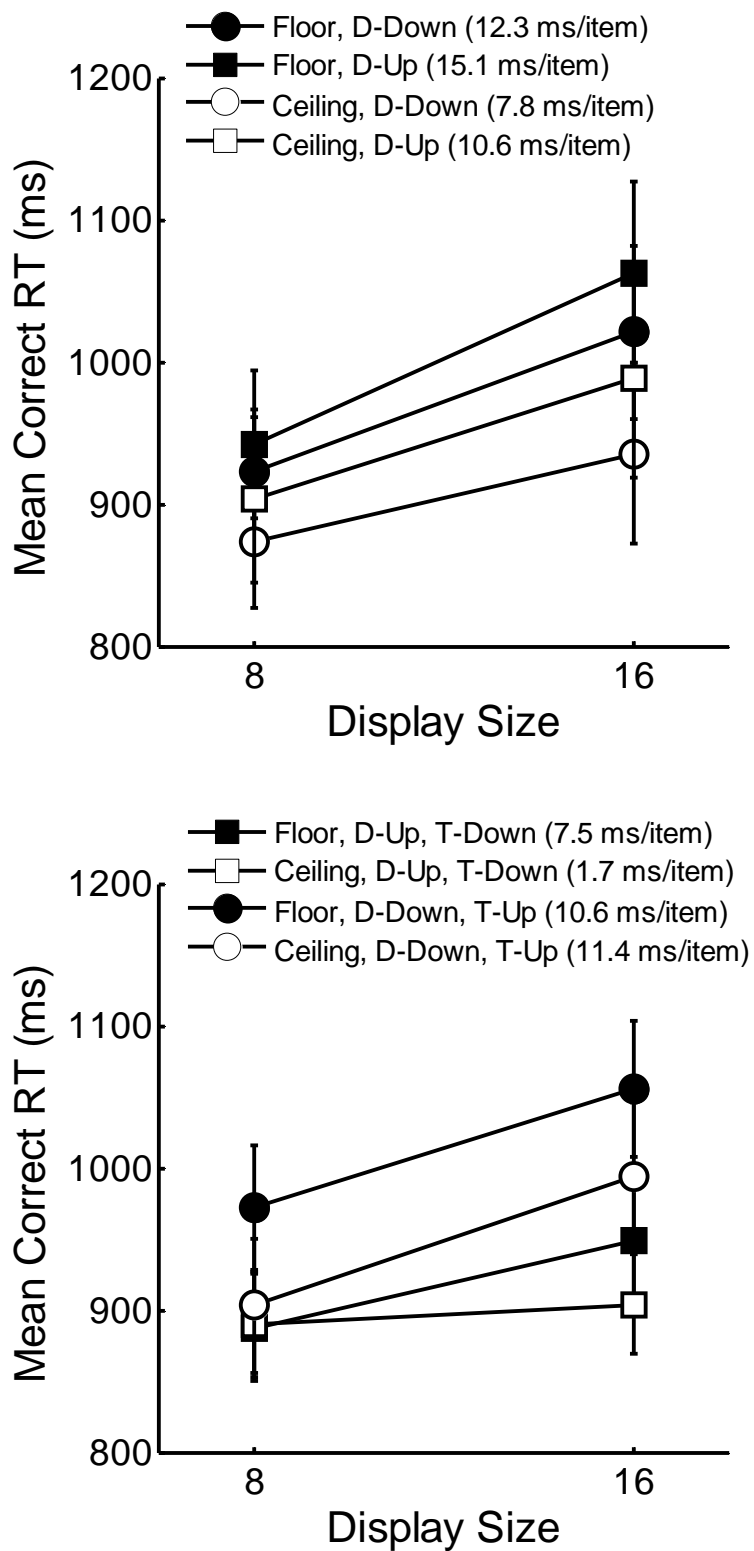 Floor, D-Down (12.3 ms/item)
Floor, D-Up (15.1 ms/item)
Ceiling, D-Down (7.8 ms/item)
Ceiling, D-Up (10.6 ms/item)
1200
1100
1000
900
800
Mean Correct RT (ms)
8
16
Display Size
Floor, D-Up, T-Down (7.5 ms/item)
Ceiling, D-Up, T-Down (1.7 ms/item)
Floor, D-Down, T-Up (10.6 ms/item)
Ceiling, D-Down, T-Up (11.4 ms/item)
1200
1100
1000
900
800
Mean Correct RT (ms)
8
16
Display Size